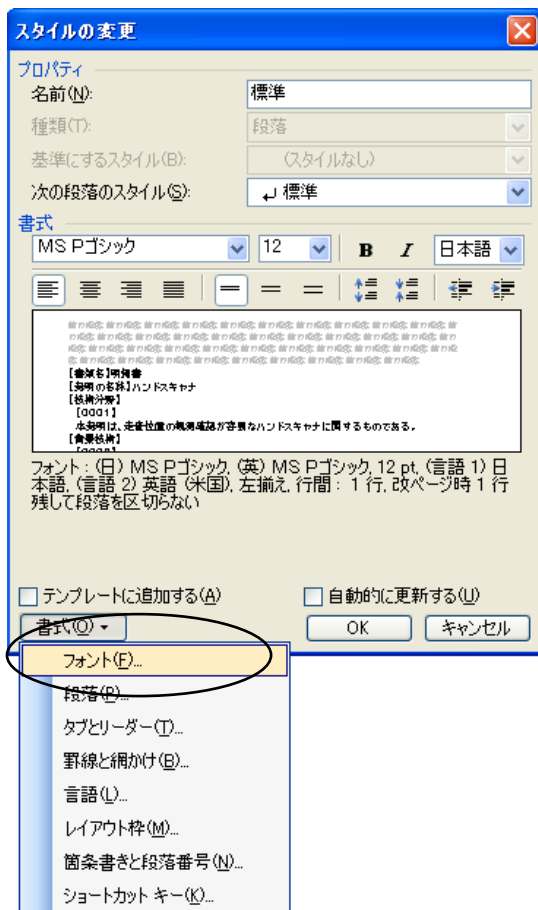 スタイルの変更
プロパティ
名前(N):
標準
種類(T):
段落
基準にするスタイル(B):
(スタイルなし)
次の段落のスタイル(S):
標準
書式
MS Pゴシック 12 B I 日本語
【書類名】明細書
【発明の名称】ハンドスキャナ
【技術分野】
【0001】
本発明は、走査位置の観測確認が容易なハンドスキャナに関するものである。
【背景技術】
フォント : (日) MS Pゴシック, (英) MS Pゴシック, 12 pt, (言語 1) 日
本語, (言語 2) 英語 (米国), 左揃え, 行間 : 1 行, 改ページ時 1 行
残して段落を区切らない
テンプレートに追加する(A)
自動的に更新する(U)
書式(O)
OK
キャンセル
フォント(F)...
段落(P)...
タブとリーダー(T)...
罫線と網かけ(B)...
言語(L)...
レイアウト枠(M)...
箇条書きと段落番号(N)...
ショートカット キー(K)...